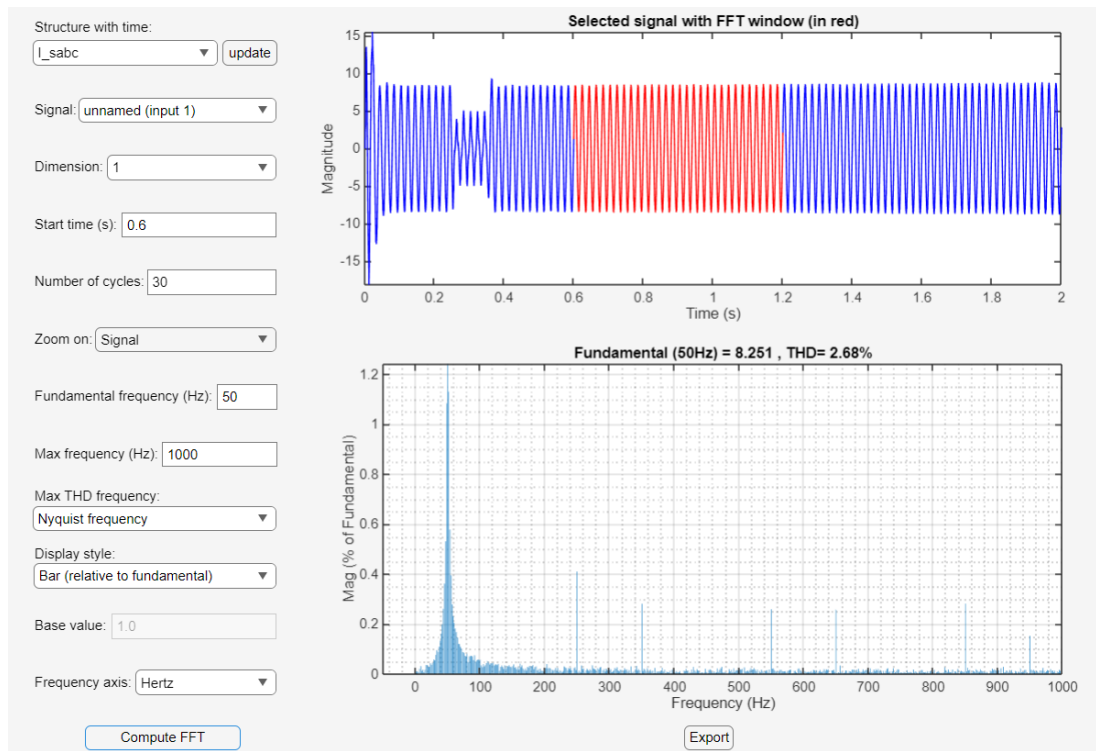 Structure with time:
I_sabc
update
Signal: unnamed (input 1)
Dimension: 1
Start time (s): 0.6
Number of cycles: 30
Zoom on: Signal
Fundamental frequency (Hz): 50
Max frequency (Hz): 1000
Max THD frequency:
Nyquist frequency
Display style:
Bar (relative to fundamental)
Base value: 1.0
Frequency axis: Hertz
Compute FFT
Selected signal with FFT window (in red)
Magnitude
15
10
5
0
-5
-10
-15
0 0.2 0.4 0.6 0.8 1 1.2 1.4 1.6 1.8 2
Time (s)
Fundamental (50Hz) = 8.251 , THD= 2.68%
Mag (% of Fundamental)
1.2
1
0.8
0.6
0.4
0.2
0
0 100 200 300 400 500 600 700 800 900 1000
Frequency (Hz)
Export